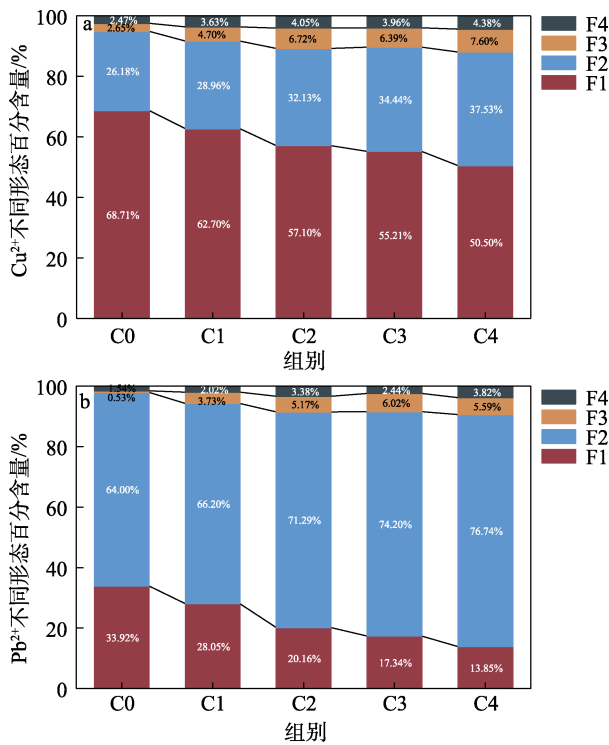 a
Cu²⁺不同形态百分含量/%
100
80
60
40
20
0
2.47% 3.63% 4.05% 3.96% 4.38%
2.65% 4.70% 6.72% 6.39% 7.60%
26.18% 28.96% 32.13% 34.44% 37.53%
68.71% 62.70% 57.10% 55.21% 50.50%
C0 C1 C2 C3 C4
组别
F4
F3
F2
F1
b
Pb²⁺不同形态百分含量/%
100
80
60
40
20
0
1.54% 2.02% 3.38% 2.44% 3.82%
0.53% 3.73% 5.17% 6.02% 5.59%
64.00% 66.20% 71.29% 74.20% 76.74%
33.92% 28.05% 20.16% 17.34% 13.85%
C0 C1 C2 C3 C4
组别
F4
F3
F2
F1